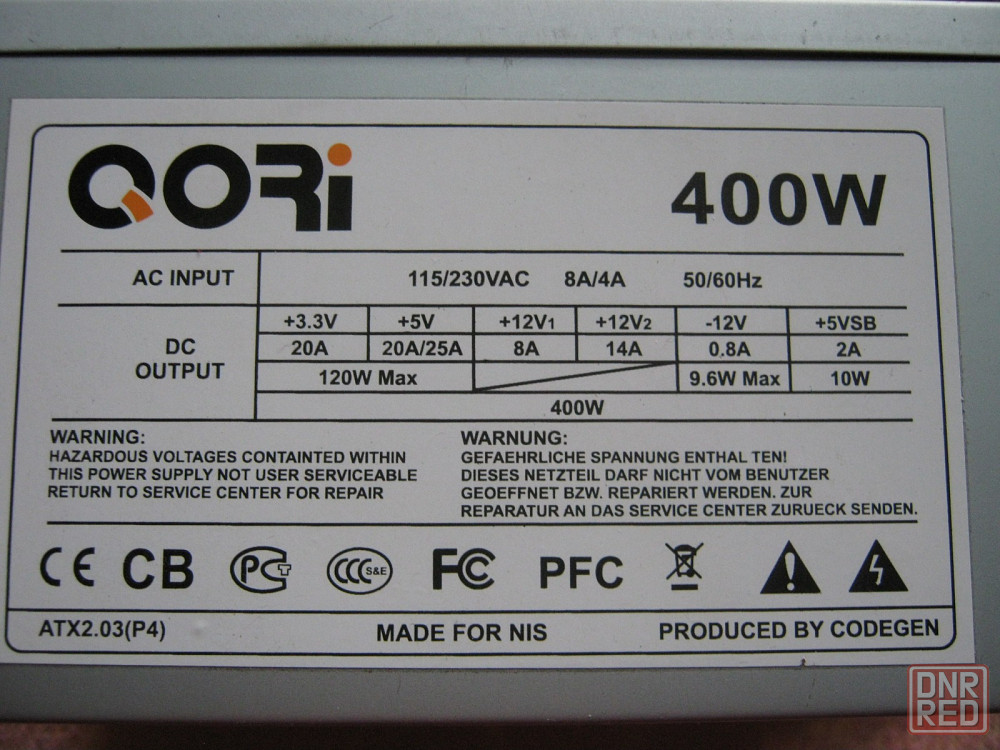 QORi
400W
AC INPUT 115/230VAC 8A/4A 50/60Hz
DC OUTPUT
+3.3V +5V +12V1 +12V2 -12V +5VSB
20A 20A/25A 8A 14A 0.8A 2A
120W Max 9.6W Max 10W
400W
WARNING:
HAZARDOUS VOLTAGES CONTAINTED WITHIN
THIS POWER SUPPLY NOT USER SERVICEABLE
RETURN TO SERVICE CENTER FOR REPAIR
WARNUNG:
GEFAEHRLICHE SPANNUNG ENTHAL TEN!
DIESES NETZTEIL DARF NICHT VOM BENUTZER
GEOEFFNET BZW. REPARIERT WERDEN. ZUR
REPARATUR AN DAS SERVICE CENTER ZURUECK SENDEN.
CE CB PCT CCC S&E FC PFC
ATX2.03(P4) MADE FOR NIS PRODUCED BY CODEGEN
DNR
RED